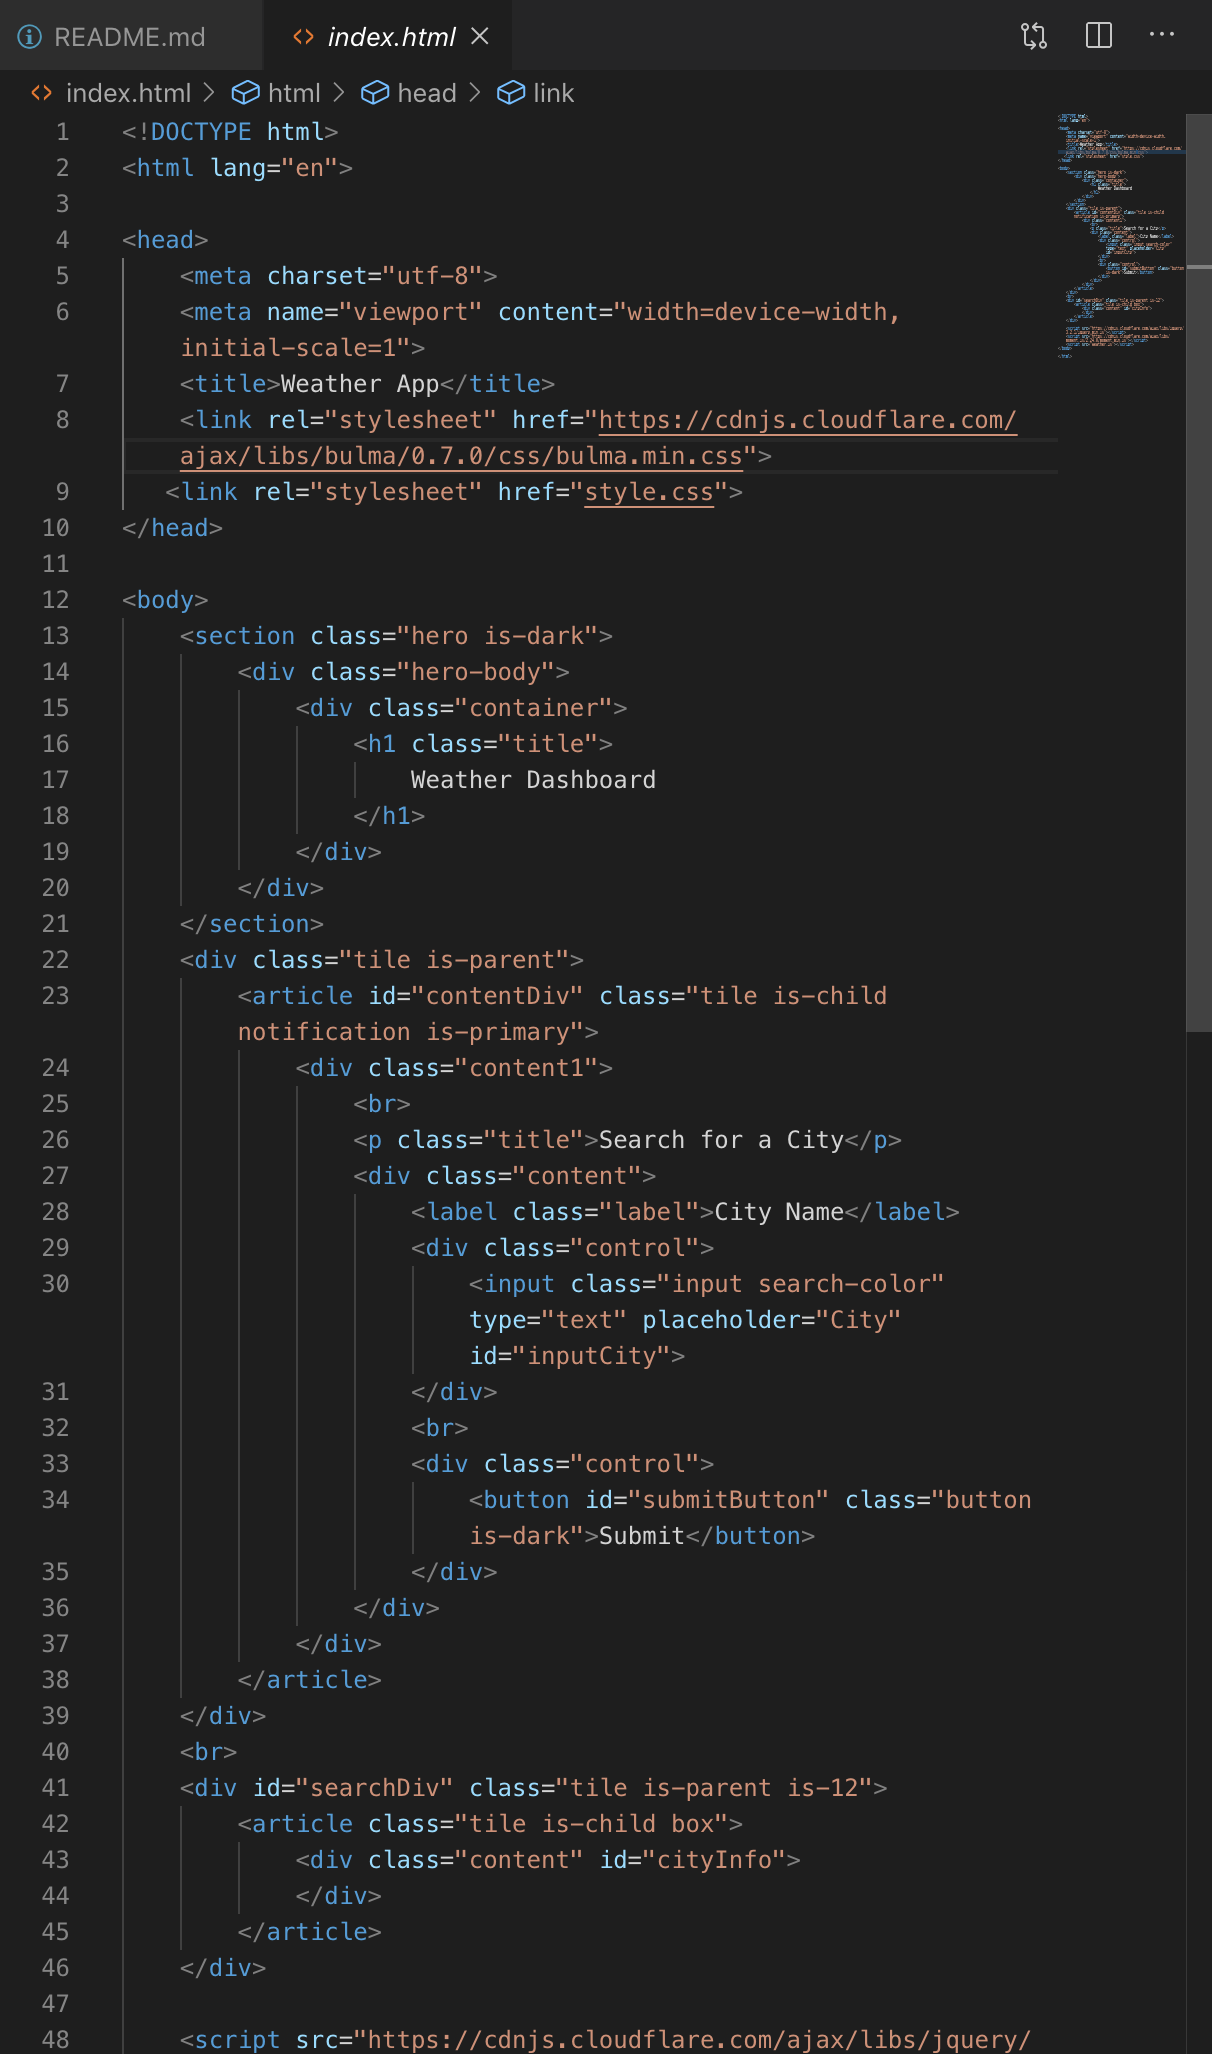 README.md
index.html
index.html > html > head > link
1 <!DOCTYPE html>
2 <html lang="en">
3
4 <head>
5     <meta charset="utf-8">
6     <meta name="viewport" content="width=device-width,
initial-scale=1">
7     <title>Weather App</title>
8     <link rel="stylesheet" href="https://cdnjs.cloudflare.com/
ajax/libs/bulma/0.7.0/css/bulma.min.css">
9    <link rel="stylesheet" href="style.css">
10 </head>
11
12 <body>
13     <section class="hero is-dark">
14         <div class="hero-body">
15             <div class="container">
16                 <h1 class="title">
17                     Weather Dashboard
18                 </h1>
19             </div>
20         </div>
21     </section>
22     <div class="tile is-parent">
23         <article id="contentDiv" class="tile is-child
notification is-primary">
24             <div class="content1">
25                 <br>
26                 <p class="title">Search for a City</p>
27                 <div class="content">
28                     <label class="label">City Name</label>
29                     <div class="control">
30                         <input class="input search-color"
type="text" placeholder="City"
id="inputCity">
31                     </div>
32                     <br>
33                     <div class="control">
34                         <button id="submitButton" class="button
is-dark">Submit</button>
35                     </div>
36                 </div>
37             </div>
38         </article>
39     </div>
40     <br>
41     <div id="searchDiv" class="tile is-parent is-12">
42         <article class="tile is-child box">
43             <div class="content" id="cityInfo">
44             </div>
45         </article>
46     </div>
47
48     <script src="https://cdnjs.cloudflare.com/ajax/libs/jquery/